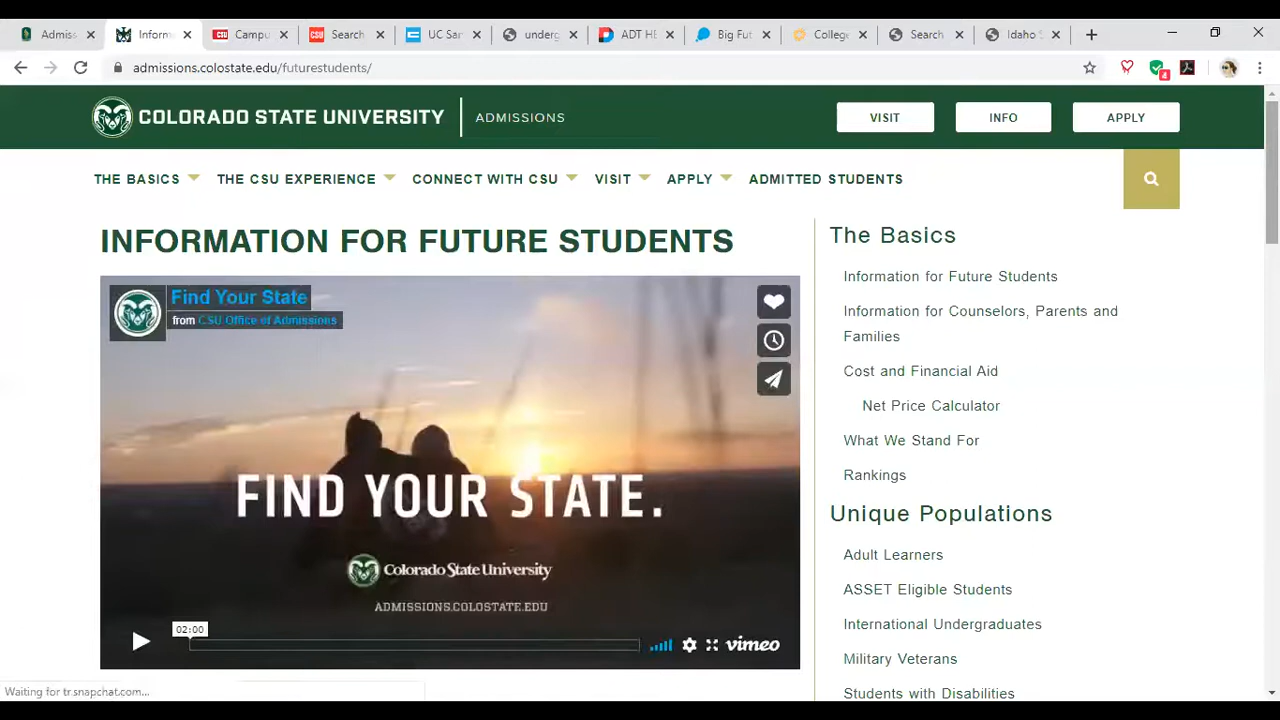 Admiss
Inform
Campu
Search
UC San
underg
ADT HE
Big Fut
College
Search
Idaho S
admissions.colostate.edu/futurestudents/
4
COLORADO STATE UNIVERSITY
ADMISSIONS
VISIT
INFO
APPLY
THE BASICS
THE CSU EXPERIENCE
CONNECT WITH CSU
VISIT
APPLY
ADMITTED STUDENTS
INFORMATION FOR FUTURE STUDENTS
Find Your State
from CSU Office of Admissions
FIND YOUR STATE.
Colorado State University
ADMISSIONS.COLOSTATE.EDU
02:00
vimeo
The Basics
Information for Future Students
Information for Counselors, Parents and
Families
Cost and Financial Aid
Net Price Calculator
What We Stand For
Rankings
Unique Populations
Adult Learners
ASSET Eligible Students
International Undergraduates
Military Veterans
Students with Disabilities
Waiting for tr.snapchat.com...